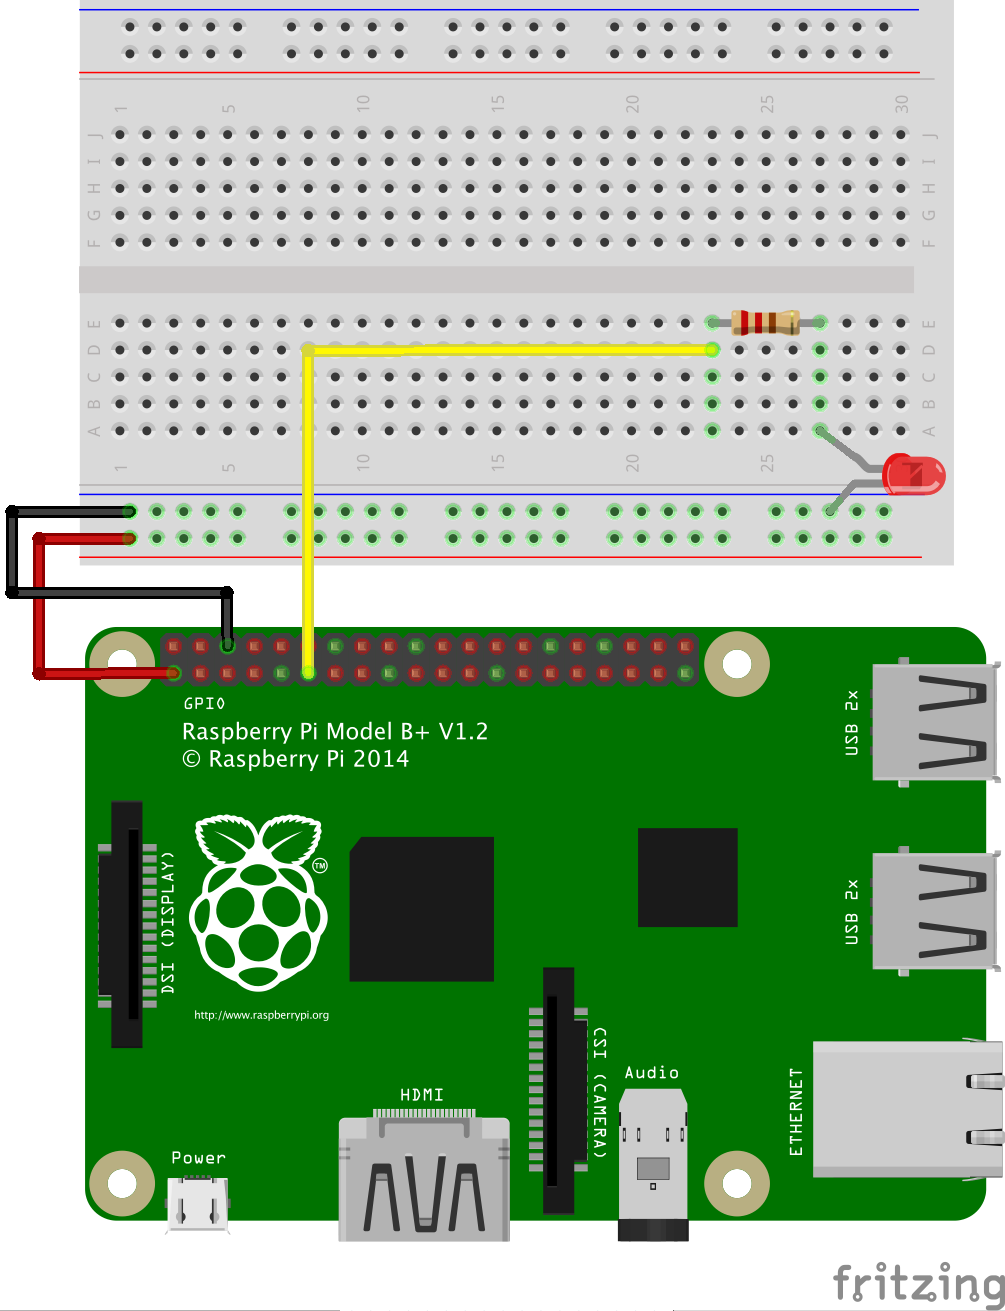 1 5 10 15 20 25 30
J J
I I
H H
G G
F F
E E
D D
C C
B B
A A
1 5 10 15 20 25
GPIO
Raspberry Pi Model B+ V1.2
© Raspberry Pi 2014
USB 2x
TM
DSI (DISPLAY)
USB 2x
http://www.raspberrypi.org
CSI (CAMERA)
Audio
ETHERNET
HDMI
Power
fritzing